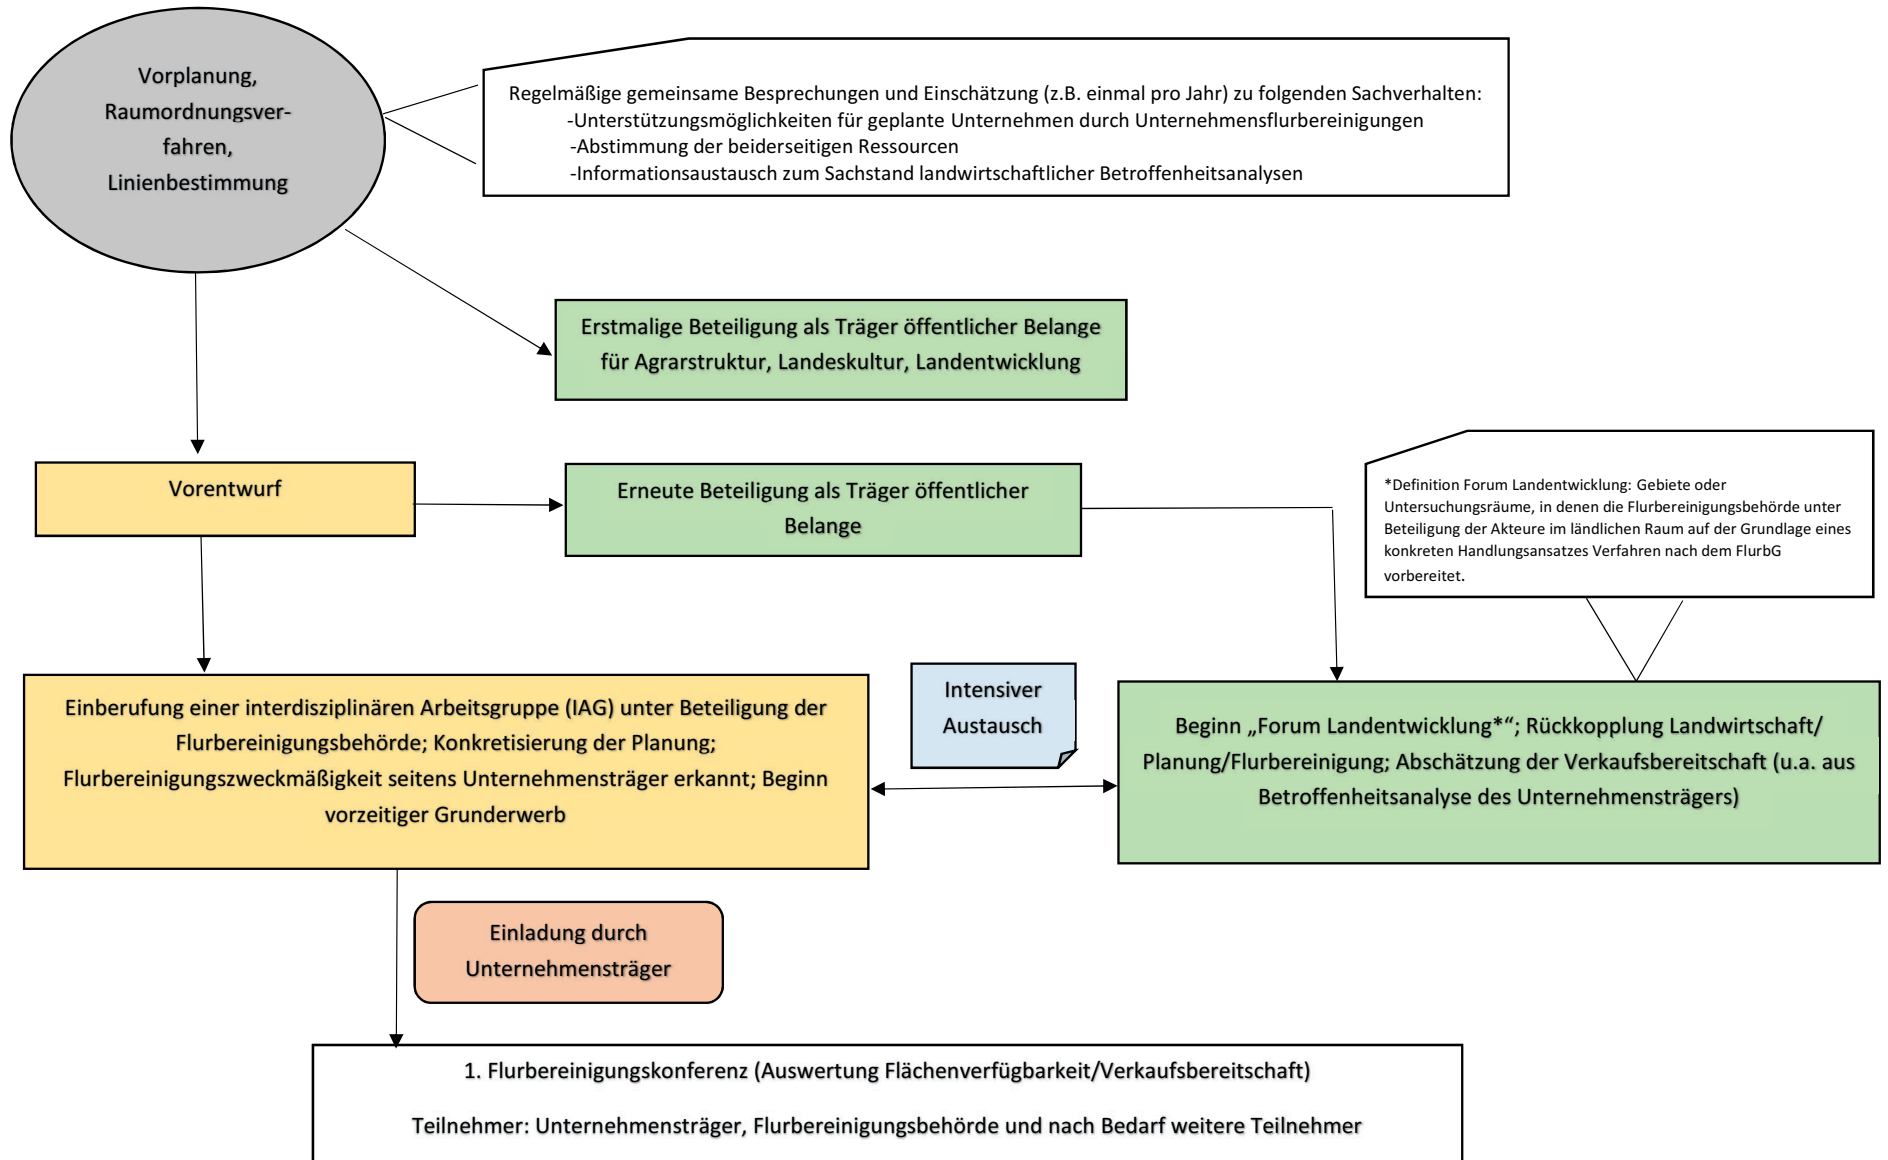 Vorplanung,
Raumordnungsver-
fahren,
Linienbestimmung
Regelmäßige gemeinsame Besprechungen und Einschätzung (z.B. einmal pro Jahr) zu folgenden Sachverhalten:
-Unterstützungsmöglichkeiten für geplante Unternehmen durch Unternehmensflurbereinigungen
-Abstimmung der beiderseitigen Ressourcen
-Informationsaustausch zum Sachstand landwirtschaftlicher Betroffenheitsanalysen
Erstmalige Beteiligung als Träger öffentlicher Belange
für Agrarstruktur, Landeskultur, Landentwicklung
Vorentwurf
Erneute Beteiligung als Träger öffentlicher
Belange
*Definition Forum Landentwicklung: Gebiete oder
Untersuchungsräume, in denen die Flurbereinigungsbehörde unter
Beteiligung der Akteure im ländlichen Raum auf der Grundlage eines
konkreten Handlungsansatzes Verfahren nach dem FlurbG
vorbereitet.
Einberufung einer interdisziplinären Arbeitsgruppe (IAG) unter Beteiligung der
Flurbereinigungsbehörde; Konkretisierung der Planung;
Flurbereinigungszweckmäßigkeit seitens Unternehmensträger erkannt; Beginn
vorzeitiger Grunderwerb
Intensiver
Austausch
Beginn „Forum Landentwicklung*“; Rückkopplung Landwirtschaft/
Planung/Flurbereinigung; Abschätzung der Verkaufsbereitschaft (u.a. aus
Betroffenheitsanalyse des Unternehmensträgers)
Einladung durch
Unternehmensträger
1. Flurbereinigungskonferenz (Auswertung Flächenverfügbarkeit/Verkaufsbereitschaft)
Teilnehmer: Unternehmensträger, Flurbereinigungsbehörde und nach Bedarf weitere Teilnehmer